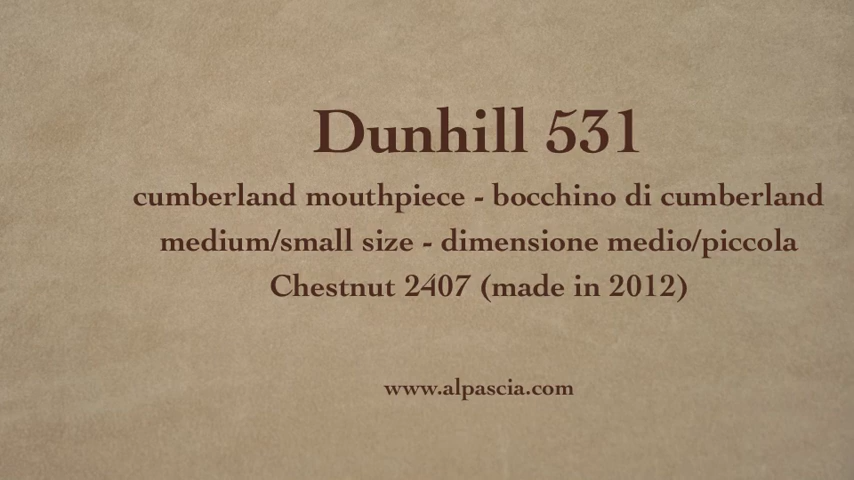 Dunhill 531
cumberland mouthpiece - bocchino di cumberland
medium/small size - dimensione medio/piccola
Chestnut 2407 (made in 2012)
www.alpascia.com